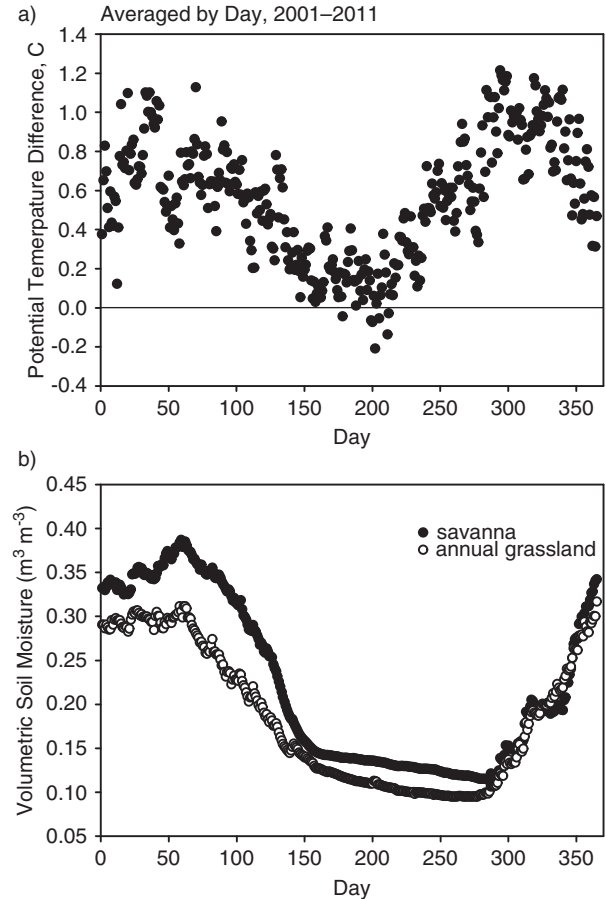 a) Averaged by Day, 2001–2011
Potential Temerpature Difference, C
1.4
1.2
1.0
0.8
0.6
0.4
0.2
0.0
-0.2
-0.4
0 50 100 150 200 250 300 350
Day
b)
Volumetric Soil Moisture (m³ m⁻³)
0.45
0.40
0.35
0.30
0.25
0.20
0.15
0.10
0.05
savanna
annual grassland
0 50 100 150 200 250 300 350
Day